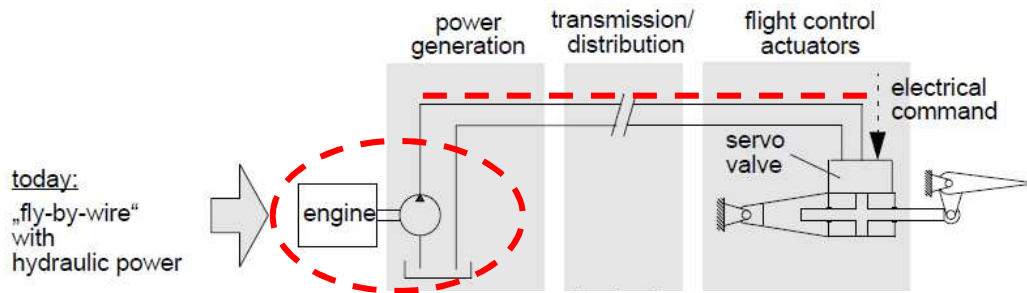 power
generation
transmission/
distribution
flight control
actuators
electrical
command
servo
valve
today:
„fly-by-wire“
with
hydraulic power
engine